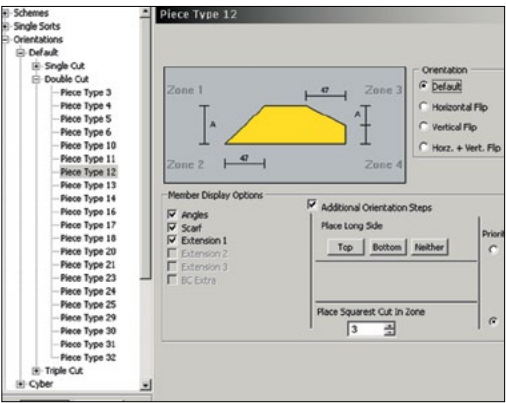 Schemes
Single Sorts
Orientations
Default
Single Cut
Double Cut
Piece Type 3
Piece Type 4
Piece Type 5
Piece Type 6
Piece Type 10
Piece Type 11
Piece Type 12
Piece Type 13
Piece Type 14
Piece Type 16
Piece Type 17
Piece Type 18
Piece Type 20
Piece Type 21
Piece Type 23
Piece Type 24
Piece Type 25
Piece Type 29
Piece Type 30
Piece Type 31
Piece Type 32
Triple Cut
Cyber
Piece Type 12
Zone 1
47
Zone 3
A
A
Zone 2
47
Zone 4
Orientation
Default
Horizontal Flip
Vertical Flip
Horz. + Vert. Flip
Member Display Options
Angles
Scarf
Extension 1
Extension 2
Extension 3
BC Extra
Additional Orientation Steps
Place Long Side
Top Bottom Neither
Place Squarest Cut In Zone
3
Priorit